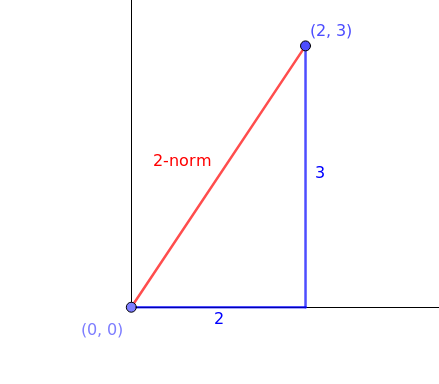 (2, 3)
2-norm
3
2
(0, 0)